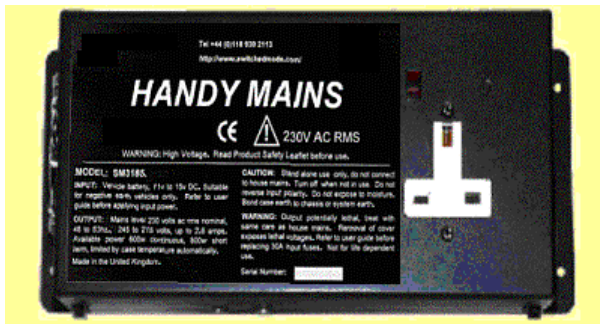 Tel +44 (0)118 930 2113
http://www.switchedmode.com/
HANDY MAINS
CE 230V AC RMS
WARNING: High Voltage. Read Product Safety Leaflet before use.
MODEL: SM3185.
INPUT: Vehicle battery, 11v to 15v DC. Suitable
for negative earth vehicles only. Refer to user
guide before applying input power.
OUTPUT: Mains level 230 volts ac rms nominal,
48 to 52Hz, 245 to 215 volts, up to 2.6 amps.
Available power 600w continuous, 800w short
term, limited by case temperature automatically.
Made in the United Kingdom.
CAUTION: Stand alone use only, do not connect
to house mains. Turn off when not in use. Do not
reverse input polarity. Do not expose to moisture.
Bond case earth to chassis or system earth.
WARNING: Output potentially lethal, treat with
same care as house mains. Removal of cover
exposes lethal voltages. Refer to user guide before
replacing 30A input fuses. Not for life dependent
use.
Serial Number: